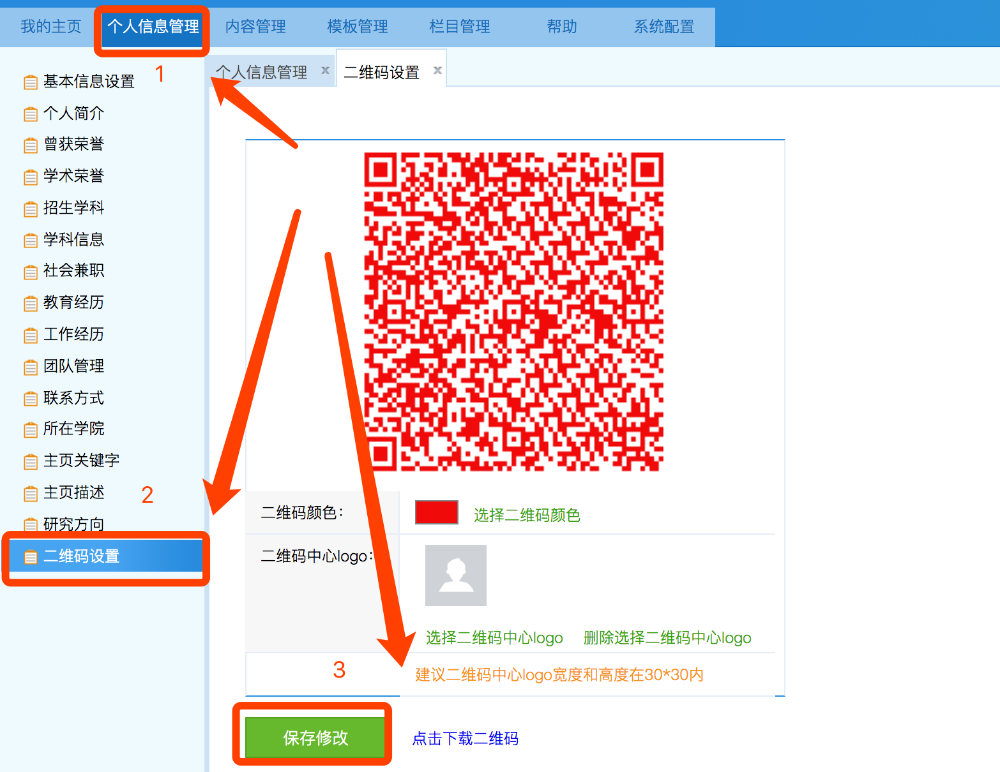 我的主页 个人信息管理 内容管理 模板管理 栏目管理 帮助 系统配置
1
个人信息管理 x 二维码设置 x
基本信息设置
个人简介
曾获荣誉
学术荣誉
招生学科
学科信息
社会兼职
教育经历
工作经历
团队管理
联系方式
所在学院
主页关键字
主页描述
2
研究方向
二维码设置
二维码颜色： 选择二维码颜色
二维码中心logo：
选择二维码中心logo 删除选择二维码中心logo
3
建议二维码中心logo宽度和高度在30*30内
保存修改 点击下载二维码